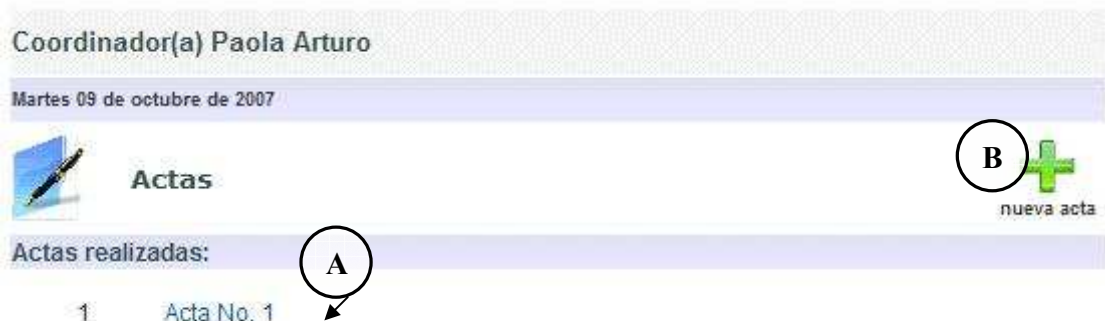 Coordinador(a) Paola Arturo
Martes 09 de octubre de 2007
Actas
B
nueva acta
Actas realizadas:
A
1 Acta No. 1